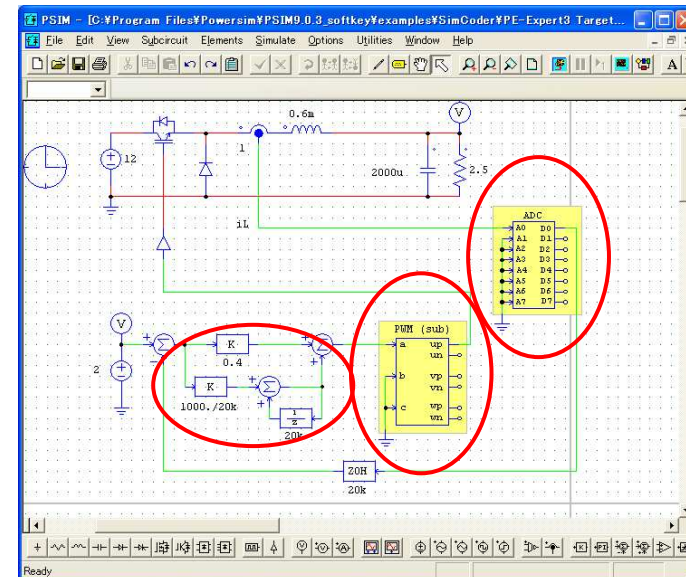 PSIM - [C:¥Program Files¥Powersim¥PSIM9.0.3_softkey¥examples¥SimCoder¥PE-Expert3 Target...
File Edit View Subcircuit Elements Simulate Options Utilities Window Help
A
0.6m
V
12
1
2000u
2.5
iL
ADC
A0 D0
A1 D1
A2 D2
A3 D3
A4 D4
A5 D5
A6 D6
A7 D7
V
PWM (sub)
K
0.4
a up
un
2
K
b vp
vn
1000./20k
1
z
20k
c wp
wn
ZOH
20k
Ready